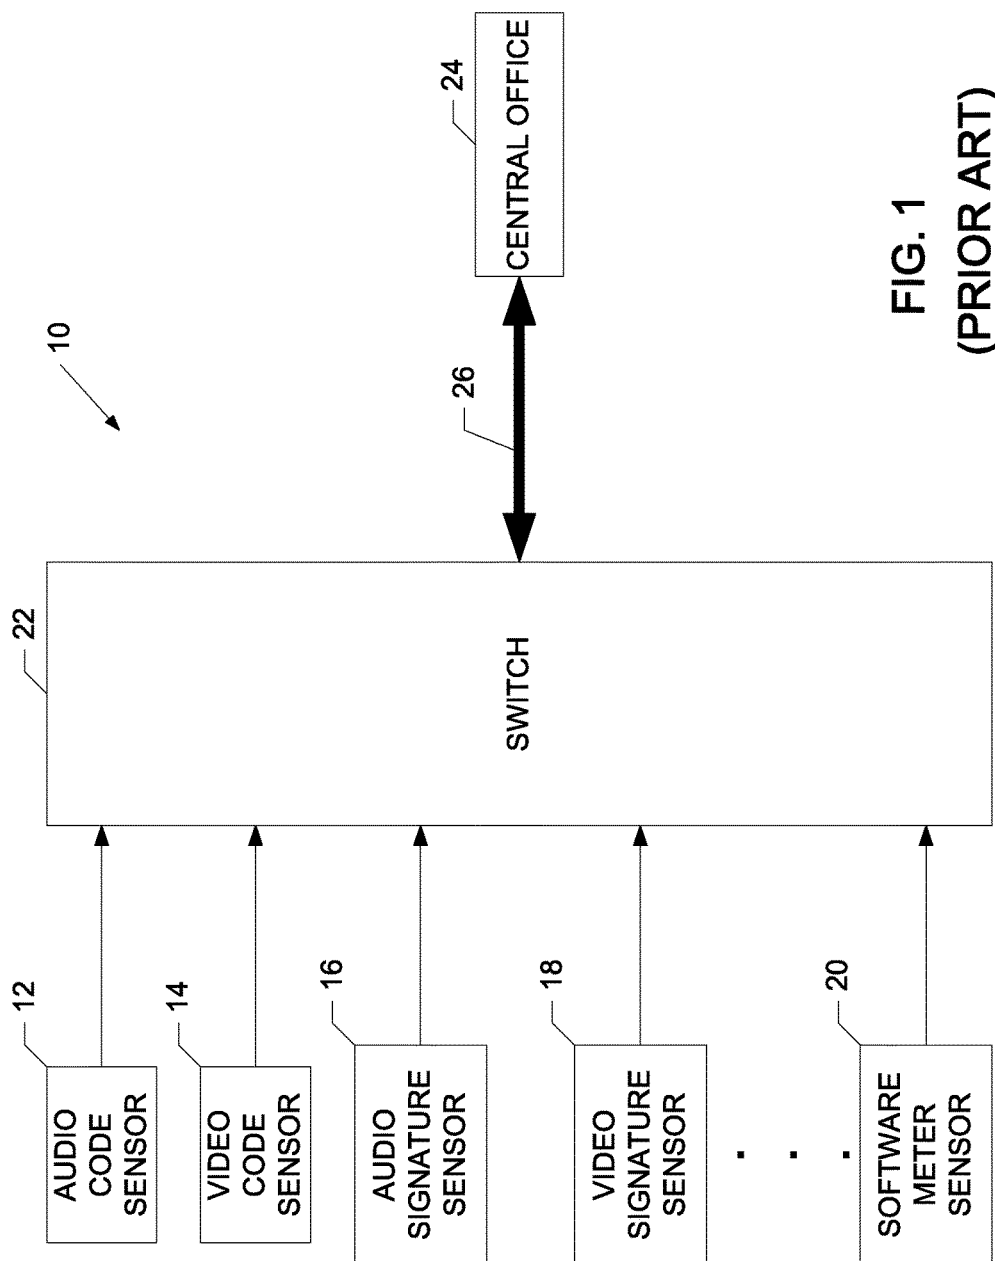 10
12
AUDIO
CODE
SENSOR
14
VIDEO
CODE
SENSOR
16
AUDIO
SIGNATURE
SENSOR
18
VIDEO
SIGNATURE
SENSOR
. . .
20
SOFTWARE
METER
SENSOR
22
SWITCH
26
24
CENTRAL OFFICE
FIG. 1
(PRIOR ART)